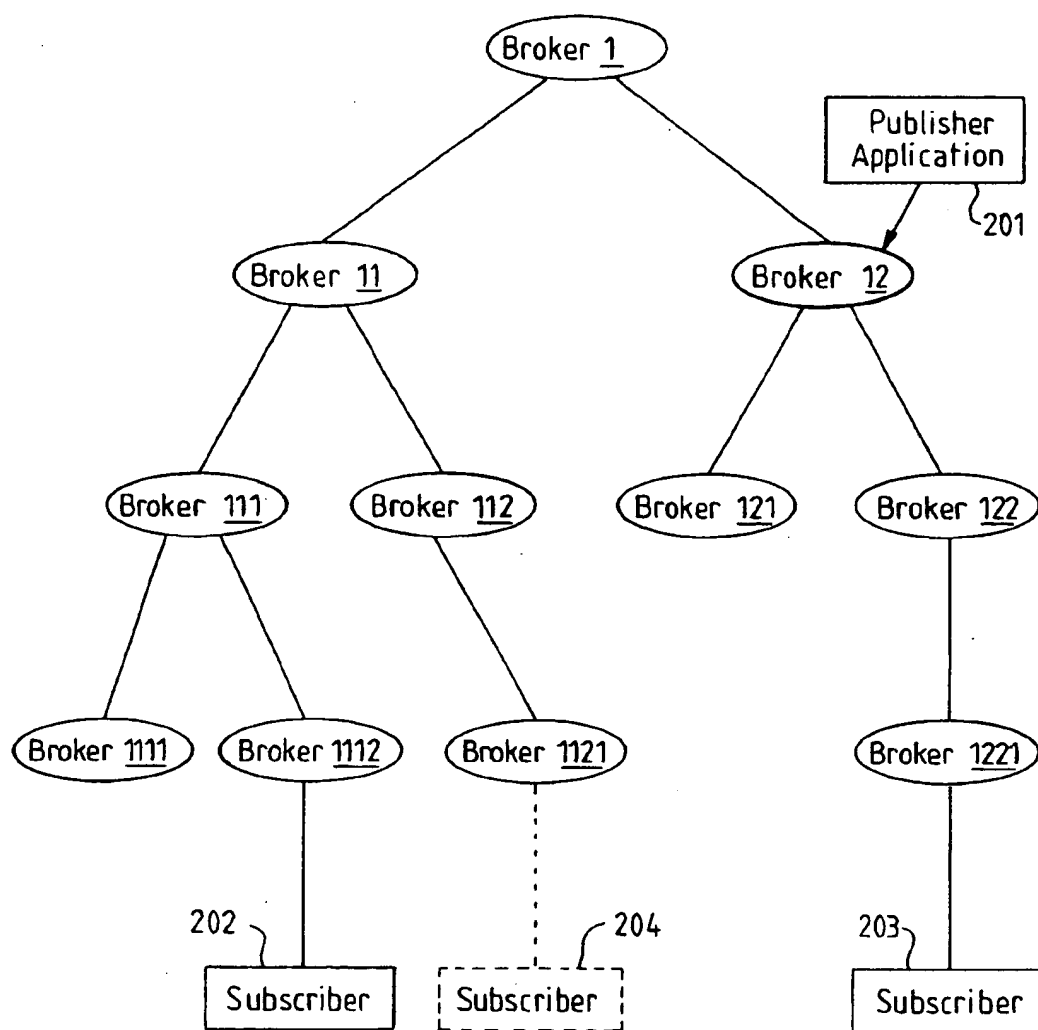 Broker 1
Publisher
Application
201
Broker 11
Broker 12
Broker 111
Broker 112
Broker 121
Broker 122
Broker 1111
Broker 1112
Broker 1121
Broker 1221
202
204
203
Subscriber
Subscriber
Subscriber